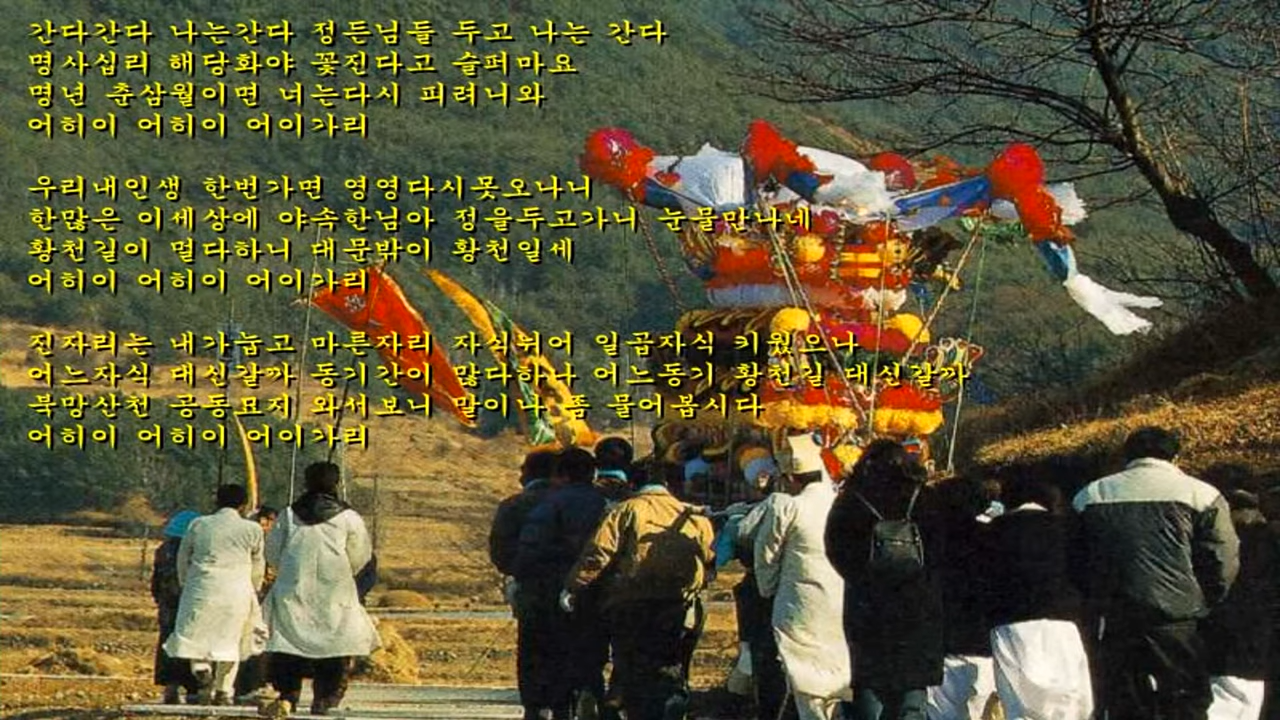 간다간다 나는간다 정든님들 두고 나는 간다
명사십리 해당화야 꽃진다고 슬퍼마요
명년 춘삼월이면 너는다시 피려니와
어히이 어히이 어이가리
우리내인생 한번가면 영영다시못오나니
한많은 이세상에 야속한님아 정을두고가니 눈물만나네
황천길이 멀다하니 대문밖이 황천일세
어히이 어히이 어이가리
진자리는 내가눕고 마른자리 자식뉘어 일곱자식 키웠으나
어느자식 대신갈까 동기간이 많다하나 어느동기 황천길 대신갈까
북망산천 공동묘지 와서보니 말이나 좀 물어봅시다
어히이 어히이 어이가리